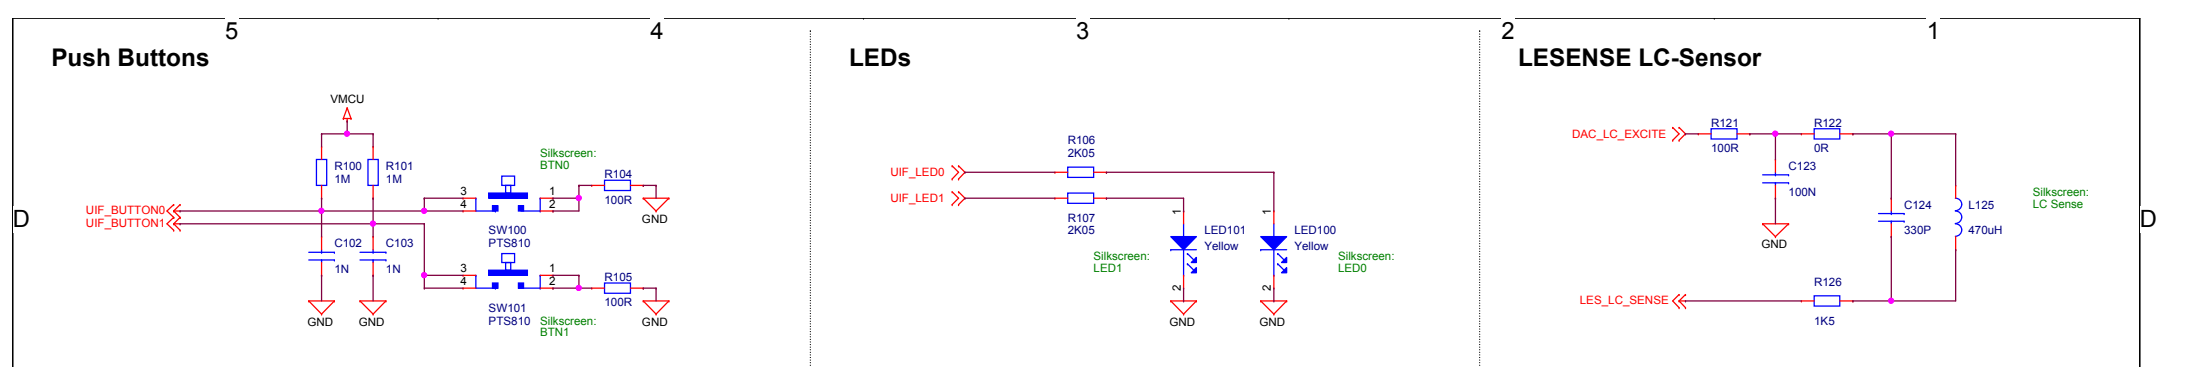 5
4
3
2
1
Push Buttons
LEDs
LESENSE LC-Sensor
D
D
VMCU
R100
1M
R101
1M
UIF_BUTTON0
UIF_BUTTON1
C102
1N
C103
1N
GND
GND
Silkscreen:
BTN0
3
4
1
2
SW100
PTS810
R104
100R
GND
3
4
1
2
SW101
PTS810
Silkscreen:
BTN1
R105
100R
GND
R106
2K05
UIF_LED0
UIF_LED1
R107
2K05
1
LED101
Yellow
Silkscreen:
LED1
2
GND
1
LED100
Yellow
Silkscreen:
LED0
2
GND
DAC_LC_EXCITE
R121
100R
R122
0R
C123
100N
GND
C124
330P
L125
470uH
Silkscreen:
LC Sense
R126
1K5
LES_LC_SENSE